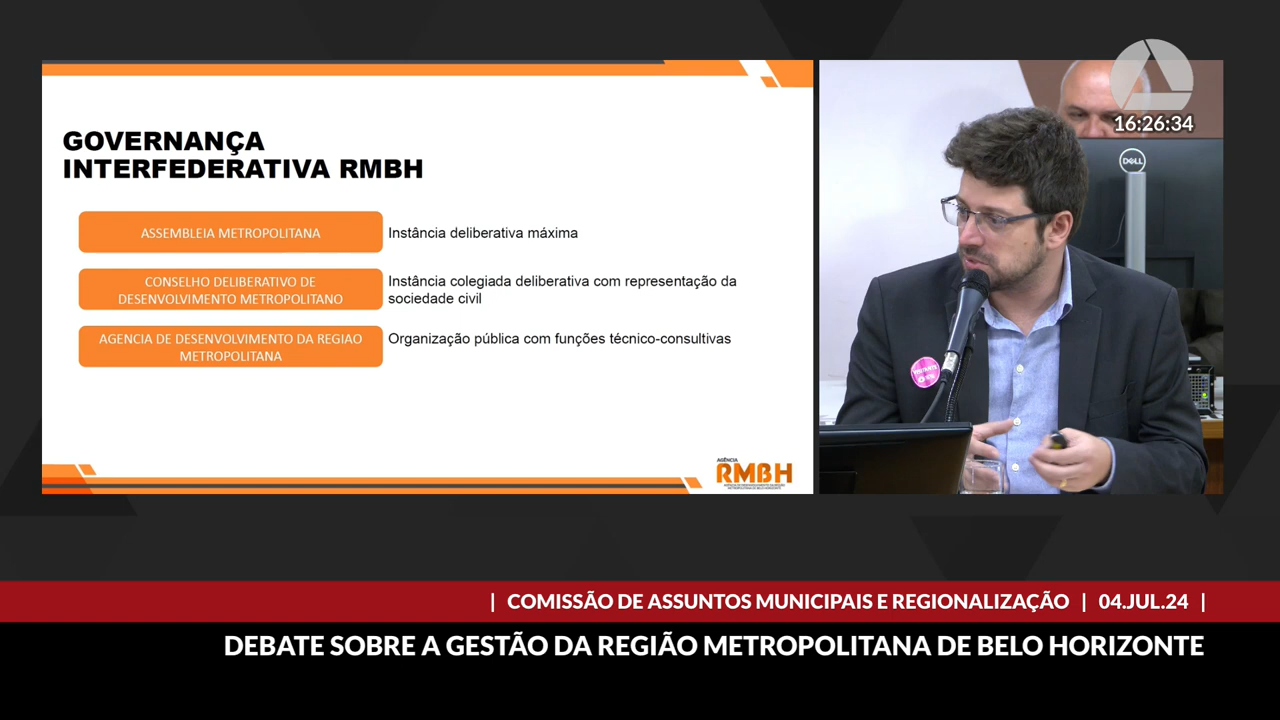 16:26:34
DELL
GOVERNANÇA
INTERFEDERATIVA RMBH
ASSEMBLEIA METROPOLITANA
Instância deliberativa máxima
CONSELHO DELIBERATIVO DE
DESENVOLVIMENTO METROPOLITANO
Instância colegiada deliberativa com representação da
sociedade civil
AGENCIA DE DESENVOLVIMENTO DA REGIAO
METROPOLITANA
Organização pública com funções técnico-consultivas
AGÊNCIA
RMBH
| COMISSÃO DE ASSUNTOS MUNICIPAIS E REGIONALIZAÇÃO | 04.JUL.24 |
DEBATE SOBRE A GESTÃO DA REGIÃO METROPOLITANA DE BELO HORIZONTE